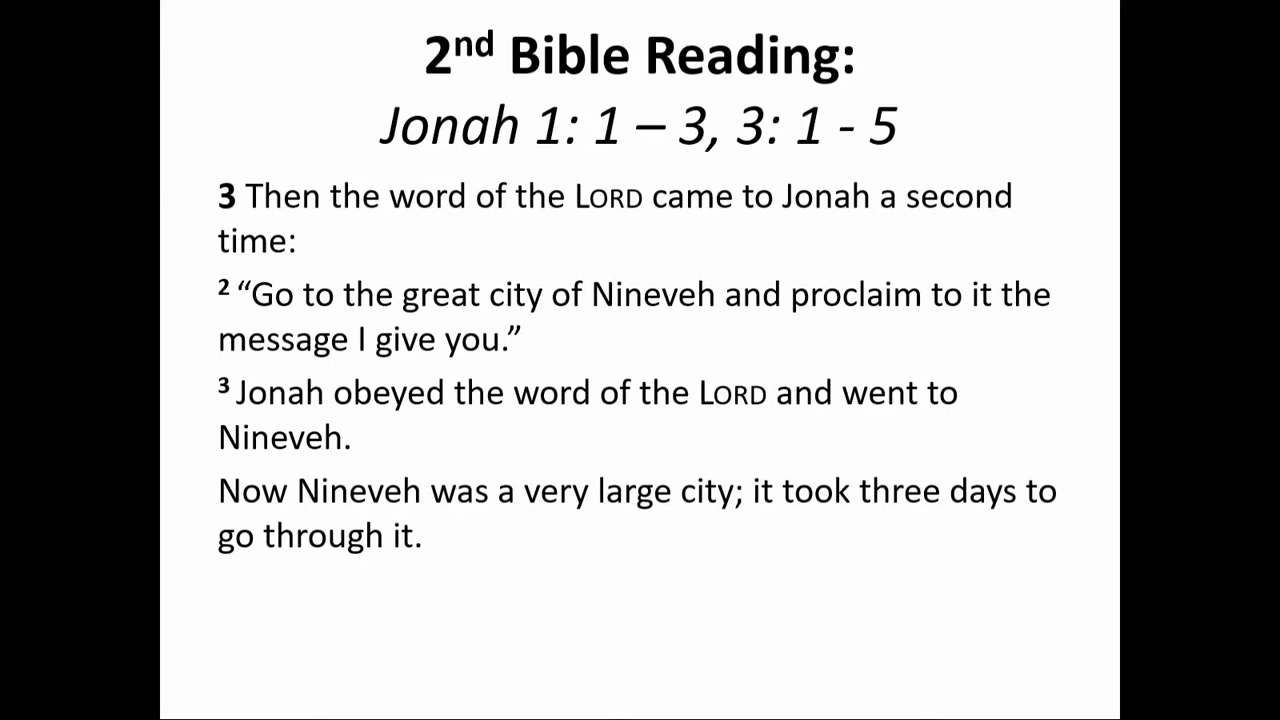 2nd Bible Reading:
Jonah 1: 1 – 3, 3: 1 - 5
3 Then the word of the LORD came to Jonah a second
time:
2 “Go to the great city of Nineveh and proclaim to it the
message I give you.”
3 Jonah obeyed the word of the LORD and went to
Nineveh.
Now Nineveh was a very large city; it took three days to
go through it.